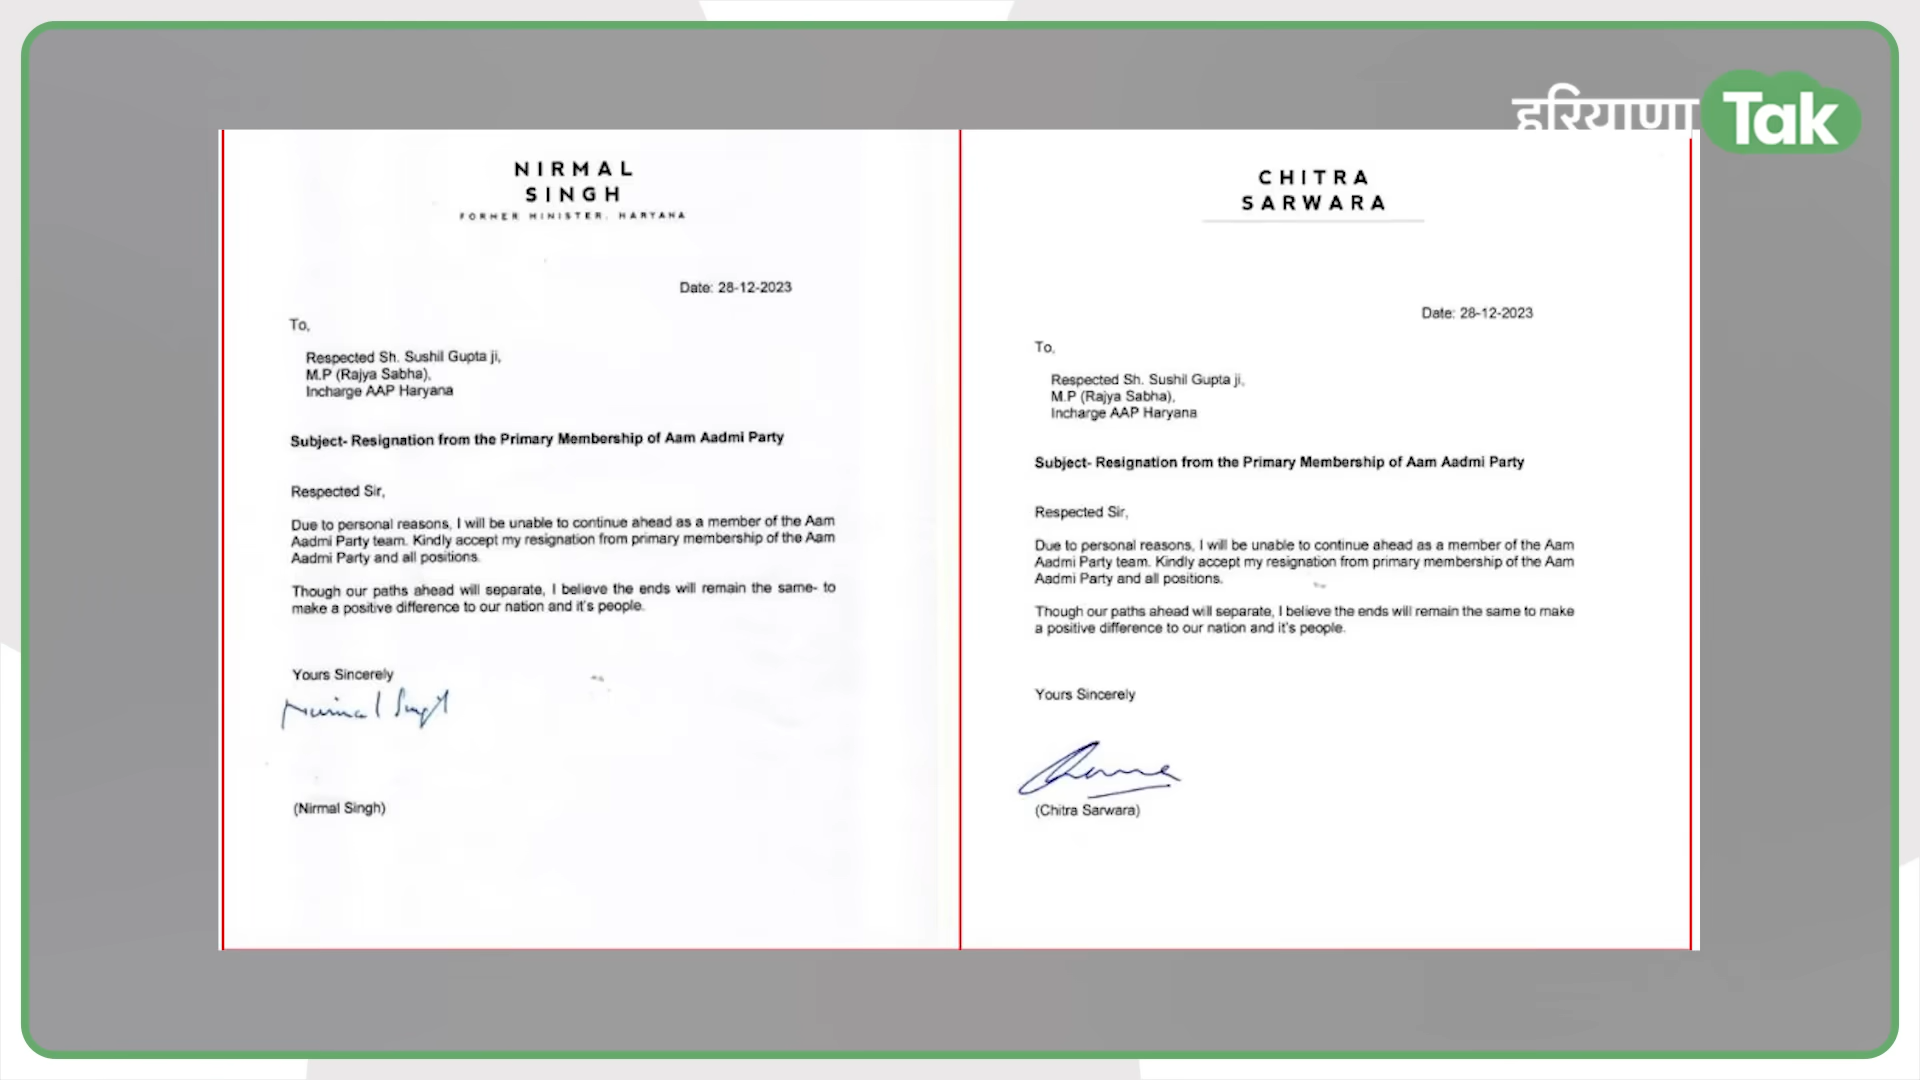 हरियाणा Tak
NIRMAL
SINGH
FORMER MINISTER, HARYANA
Date: 28-12-2023
To,
Respected Sh. Sushil Gupta ji,
M.P (Rajya Sabha),
Incharge AAP Haryana
Subject- Resignation from the Primary Membership of Aam Aadmi Party
Respected Sir,
Due to personal reasons, I will be unable to continue ahead as a member of the Aam
Aadmi Party team. Kindly accept my resignation from primary membership of the Aam
Aadmi Party and all positions.
Though our paths ahead will separate, I believe the ends will remain the same- to
make a positive difference to our nation and it's people.
Yours Sincerely
Nirmal Singh
(Nirmal Singh)
CHITRA
SARWARA
Date: 28-12-2023
To,
Respected Sh. Sushil Gupta ji,
M.P (Rajya Sabha),
Incharge AAP Haryana
Subject- Resignation from the Primary Membership of Aam Aadmi Party
Respected Sir,
Due to personal reasons, I will be unable to continue ahead as a member of the Aam
Aadmi Party team. Kindly accept my resignation from primary membership of the Aam
Aadmi Party and all positions.
Though our paths ahead will separate, I believe the ends will remain the same to make
a positive difference to our nation and it's people.
Yours Sincerely
(Chitra Sarwara)